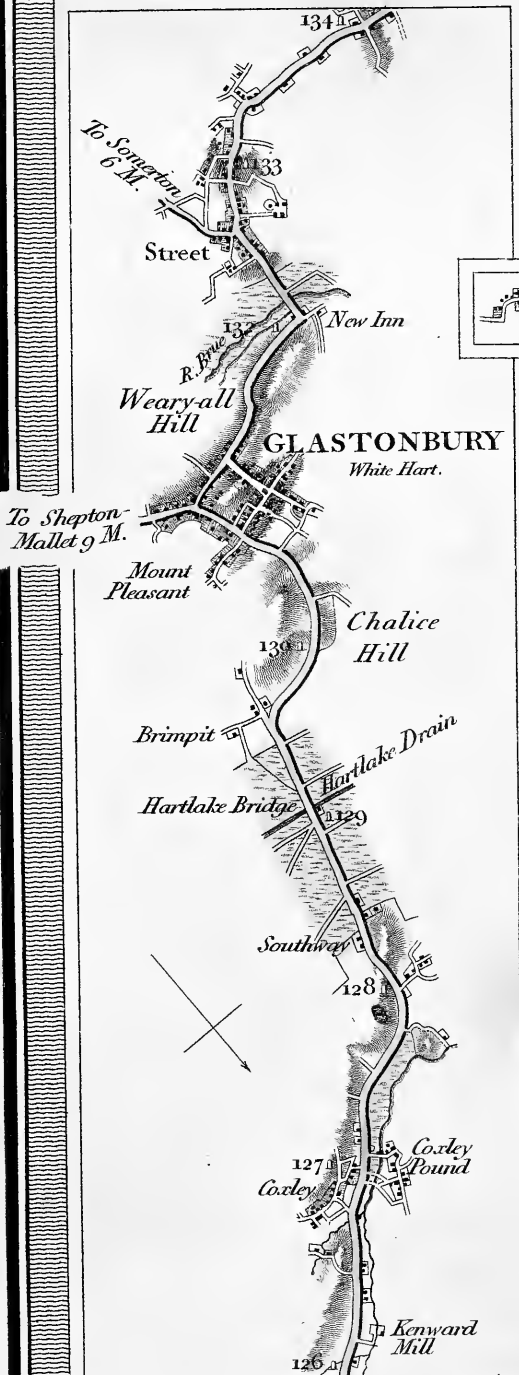 134
To Somerton
6 M.
133
Street
New Inn
132
R. Brue
Weary-all
Hill
GLASTONBURY
White Hart.
To Shepton-
Mallet 9 M.
Mount
Pleasant
Chalice
Hill
130
Brimpit
Hartlake Drain
Hartlake Bridge
129
Southway
128
Coxley
Pound
127
Coxley
Kenward
Mill
126